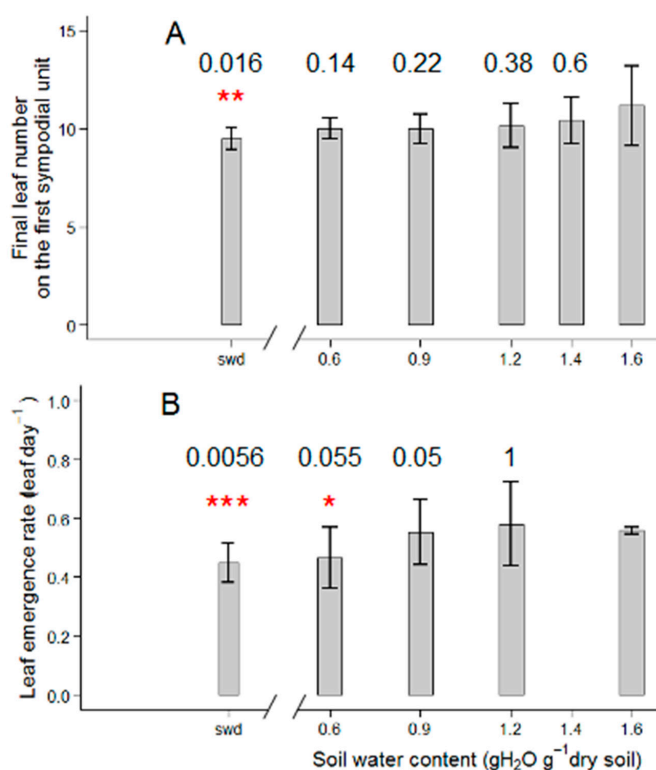 A
Final leaf number
on the first sympodial unit
15
10
5
0
0.016 0.14 0.22 0.38 0.6
**
swd 0.6 0.9 1.2 1.4 1.6
B
Leaf emergence rate (leaf day⁻¹)
1.0
0.8
0.6
0.4
0.2
0.0
0.0056 0.055 0.05 1
*** *
swd 0.6 0.9 1.2 1.4 1.6
Soil water content (gH₂O g⁻¹dry soil)